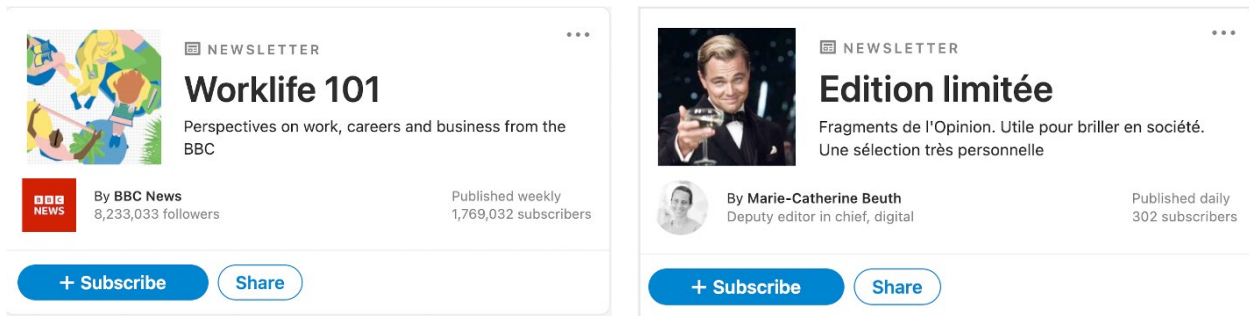 NEWSLETTER
Worklife 101
Perspectives on work, careers and business from the
BBC
BBC
NEWS
By BBC News
8,233,033 followers
Published weekly
1,769,032 subscribers
+ Subscribe
Share
NEWSLETTER
Edition limitée
Fragments de l'Opinion. Utile pour briller en société.
Une sélection très personnelle
By Marie-Catherine Beuth
Deputy editor in chief, digital
Published daily
302 subscribers
+ Subscribe
Share